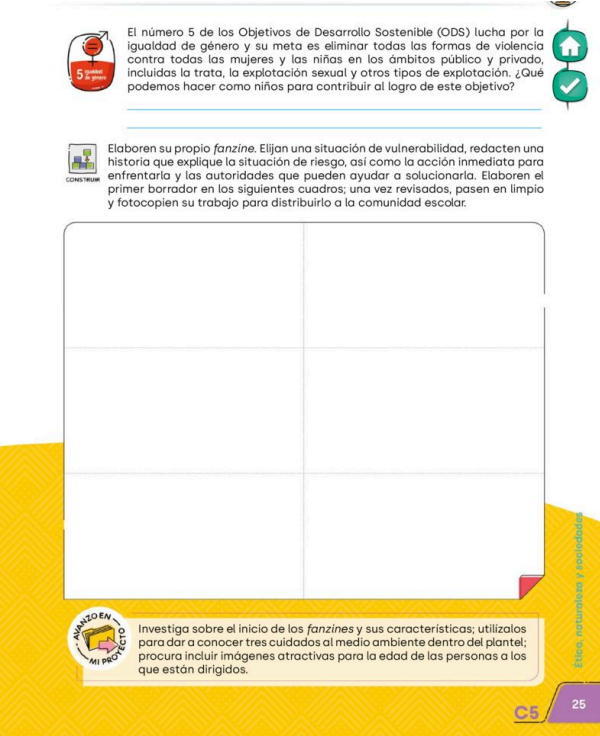 El número 5 de los Objetivos de Desarrollo Sostenible (ODS) lucha por la
igualdad de género y su meta es eliminar todas las formas de violencia
contra todas las mujeres y las niñas en los ámbitos público y privado,
incluidas la trata, la explotación sexual y otros tipos de explotación. ¿Qué
podemos hacer como niños para contribuir al logro de este objetivo?
5 igualdad
de género
Elaboren su propio fanzine. Elijan una situación de vulnerabilidad, redacten una
historia que explique la situación de riesgo, así como la acción inmediata para
enfrentarla y las autoridades que pueden ayudar a solucionarla. Elaboren el
primer borrador en los siguientes cuadros; una vez revisados, pasen en limpio
y fotocopien su trabajo para distribuirlo a la comunidad escolar.
CONSTRUIR
AVANZO EN
MI PROYECTO
Investiga sobre el inicio de los fanzines y sus características; utilízalos
para dar a conocer tres cuidados al medio ambiente dentro del plantel;
procura incluir imágenes atractivas para la edad de las personas a los
que están dirigidos.
Ética, naturaleza y sociedades
C5
25